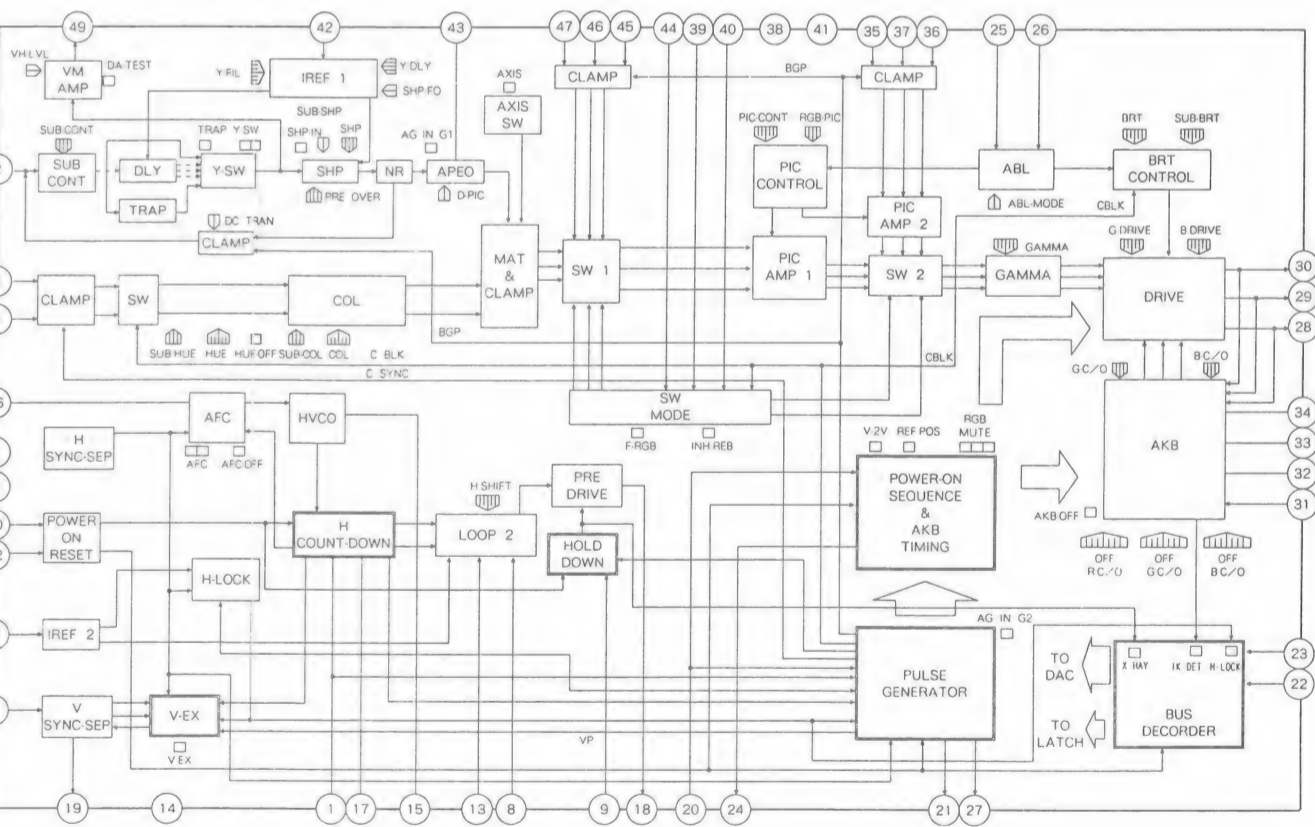 49
42
43
47
46
45
44
39
40
38
41
35
37
36
25
26
VH-LVL
VM
AMP
DA-TEST
Y-FIL
IREF 1
Y-DLY
SHP-FO
AXIS
AXIS
SW
CLAMP
BGP
CLAMP
SUB-SHP
SUB-CONT
SUB
CONT
TRAP Y-SW
SHP-IN
SHP
AG IN G1
DLY
Y-SW
SHP
NR
APEO
TRAP
PRE OVER
D-PIC
DC TRAN
CLAMP
PIC-CONT
RGB-PIC
PIC
CONTROL
PIC
AMP 2
ABL
ABL-MODE
BRT
SUB-BRT
BRT
CONTROL
CBLK
CLAMP
SW
COL
MAT
&
CLAMP
SW 1
PIC
AMP 1
SW 2
GAMMA
GAMMA
G DRIVE
B DRIVE
DRIVE
30
29
28
BGP
SUB-HUE
HUE
HUE-OFF
SUB-COL
COL
C BLK
C SYNC
CBLK
G C/O
B C/O
SW
MODE
F-RGB
INH REB
AFC
HVCO
H
SYNC-SEP
AFC
AFC-OFF
V-2V
REF POS
RGB
MUTE
POWER-ON
SEQUENCE
&
AKB
TIMING
AKB
34
33
32
31
AKB OFF
OFF
R C/O
OFF
G C/O
OFF
B C/O
POWER
ON
RESET
H
COUNT-DOWN
H SHIFT
LOOP 2
PRE
DRIVE
HOLD
DOWN
H-LOCK
IREF 2
AG IN G2
PULSE
GENERATOR
TO
DAC
TO
LATCH
X RAY
IK DET
H-LOCK
BUS
DECORDER
23
22
V
SYNC-SEP
V-EX
V EX
VP
19
14
1
17
15
13
8
9
18
20
24
21
27